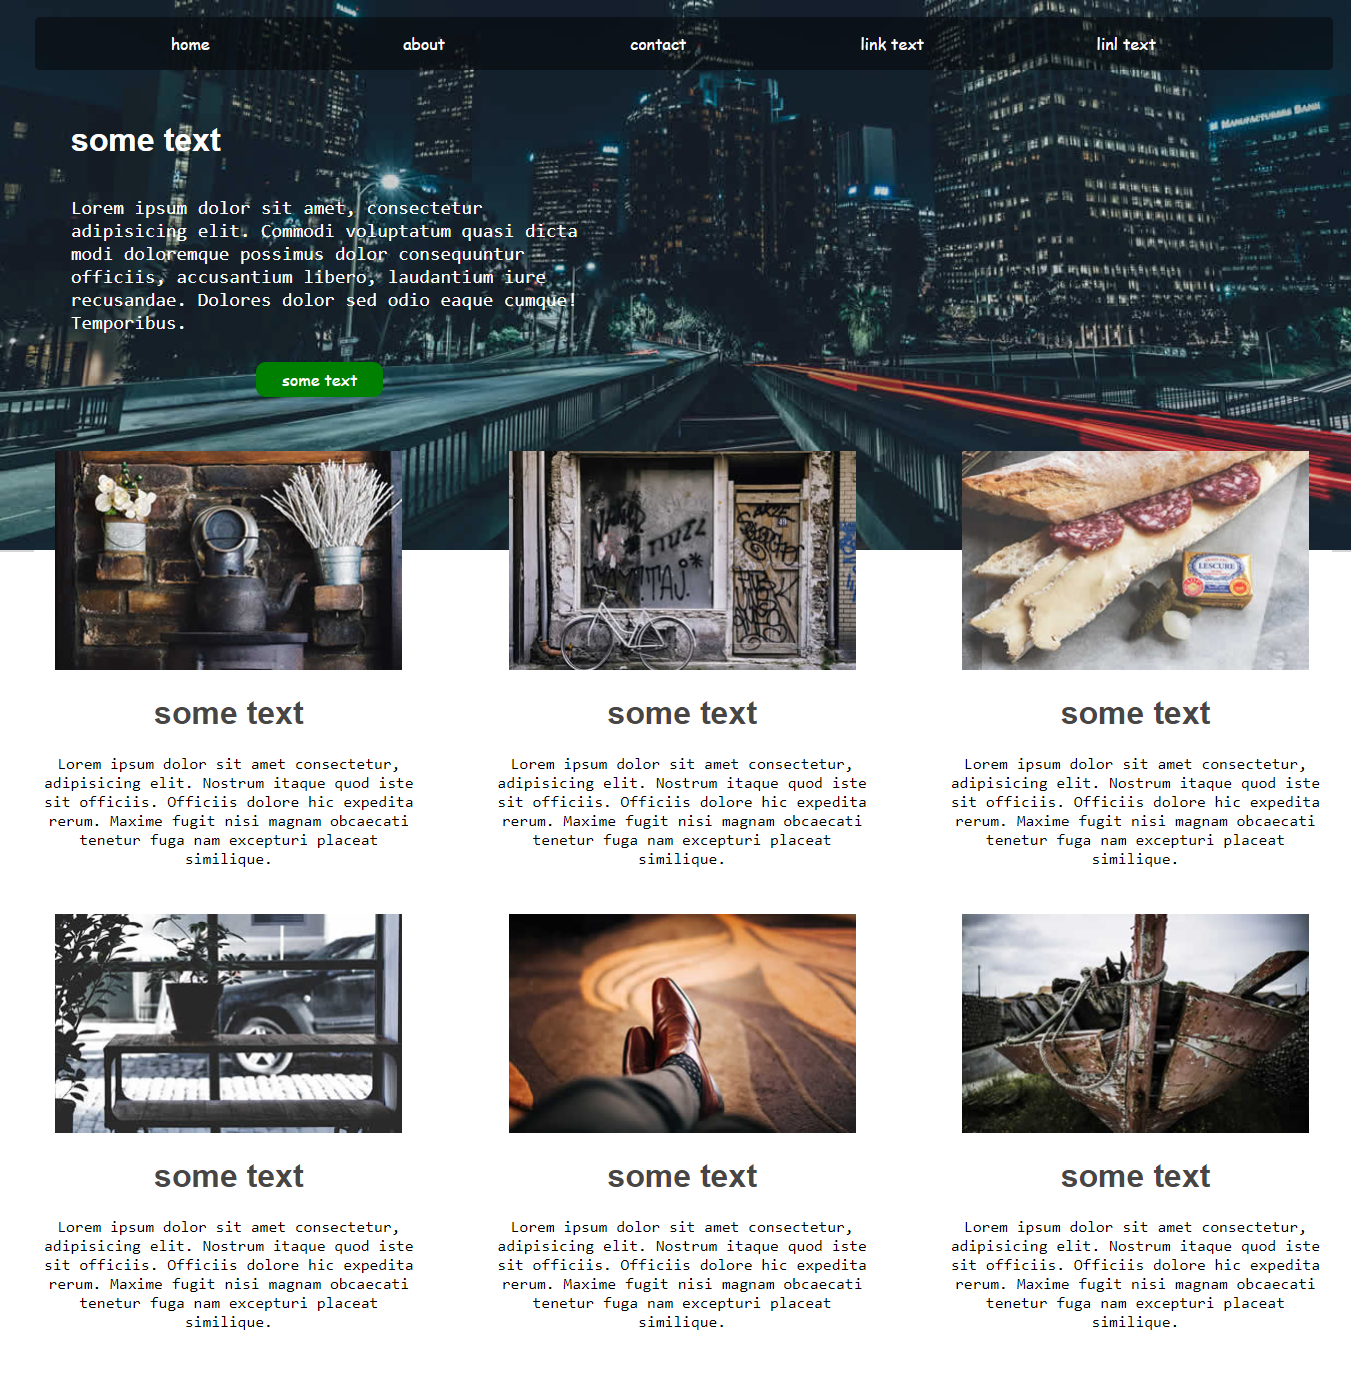 home about contact link text linl text
MANUFACTURERS BANK
some text
Lorem ipsum dolor sit amet, consectetur
adipisicing elit. Commodi voluptatum quasi dicta
modi doloremque possimus dolor consequuntur
officiis, accusantium libero, laudantium iure
recusandae. Dolores dolor sed odio eaque cumque!
Temporibus.
some text
LESCURE
some text
Lorem ipsum dolor sit amet consectetur,
adipisicing elit. Nostrum itaque quod iste
sit officiis. Officiis dolore hic expedita
rerum. Maxime fugit nisi magnam obcaecati
tenetur fuga nam excepturi placeat
similique.
some text
Lorem ipsum dolor sit amet consectetur,
adipisicing elit. Nostrum itaque quod iste
sit officiis. Officiis dolore hic expedita
rerum. Maxime fugit nisi magnam obcaecati
tenetur fuga nam excepturi placeat
similique.
some text
Lorem ipsum dolor sit amet consectetur,
adipisicing elit. Nostrum itaque quod iste
sit officiis. Officiis dolore hic expedita
rerum. Maxime fugit nisi magnam obcaecati
tenetur fuga nam excepturi placeat
similique.
some text
Lorem ipsum dolor sit amet consectetur,
adipisicing elit. Nostrum itaque quod iste
sit officiis. Officiis dolore hic expedita
rerum. Maxime fugit nisi magnam obcaecati
tenetur fuga nam excepturi placeat
similique.
some text
Lorem ipsum dolor sit amet consectetur,
adipisicing elit. Nostrum itaque quod iste
sit officiis. Officiis dolore hic expedita
rerum. Maxime fugit nisi magnam obcaecati
tenetur fuga nam excepturi placeat
similique.
some text
Lorem ipsum dolor sit amet consectetur,
adipisicing elit. Nostrum itaque quod iste
sit officiis. Officiis dolore hic expedita
rerum. Maxime fugit nisi magnam obcaecati
tenetur fuga nam excepturi placeat
similique.